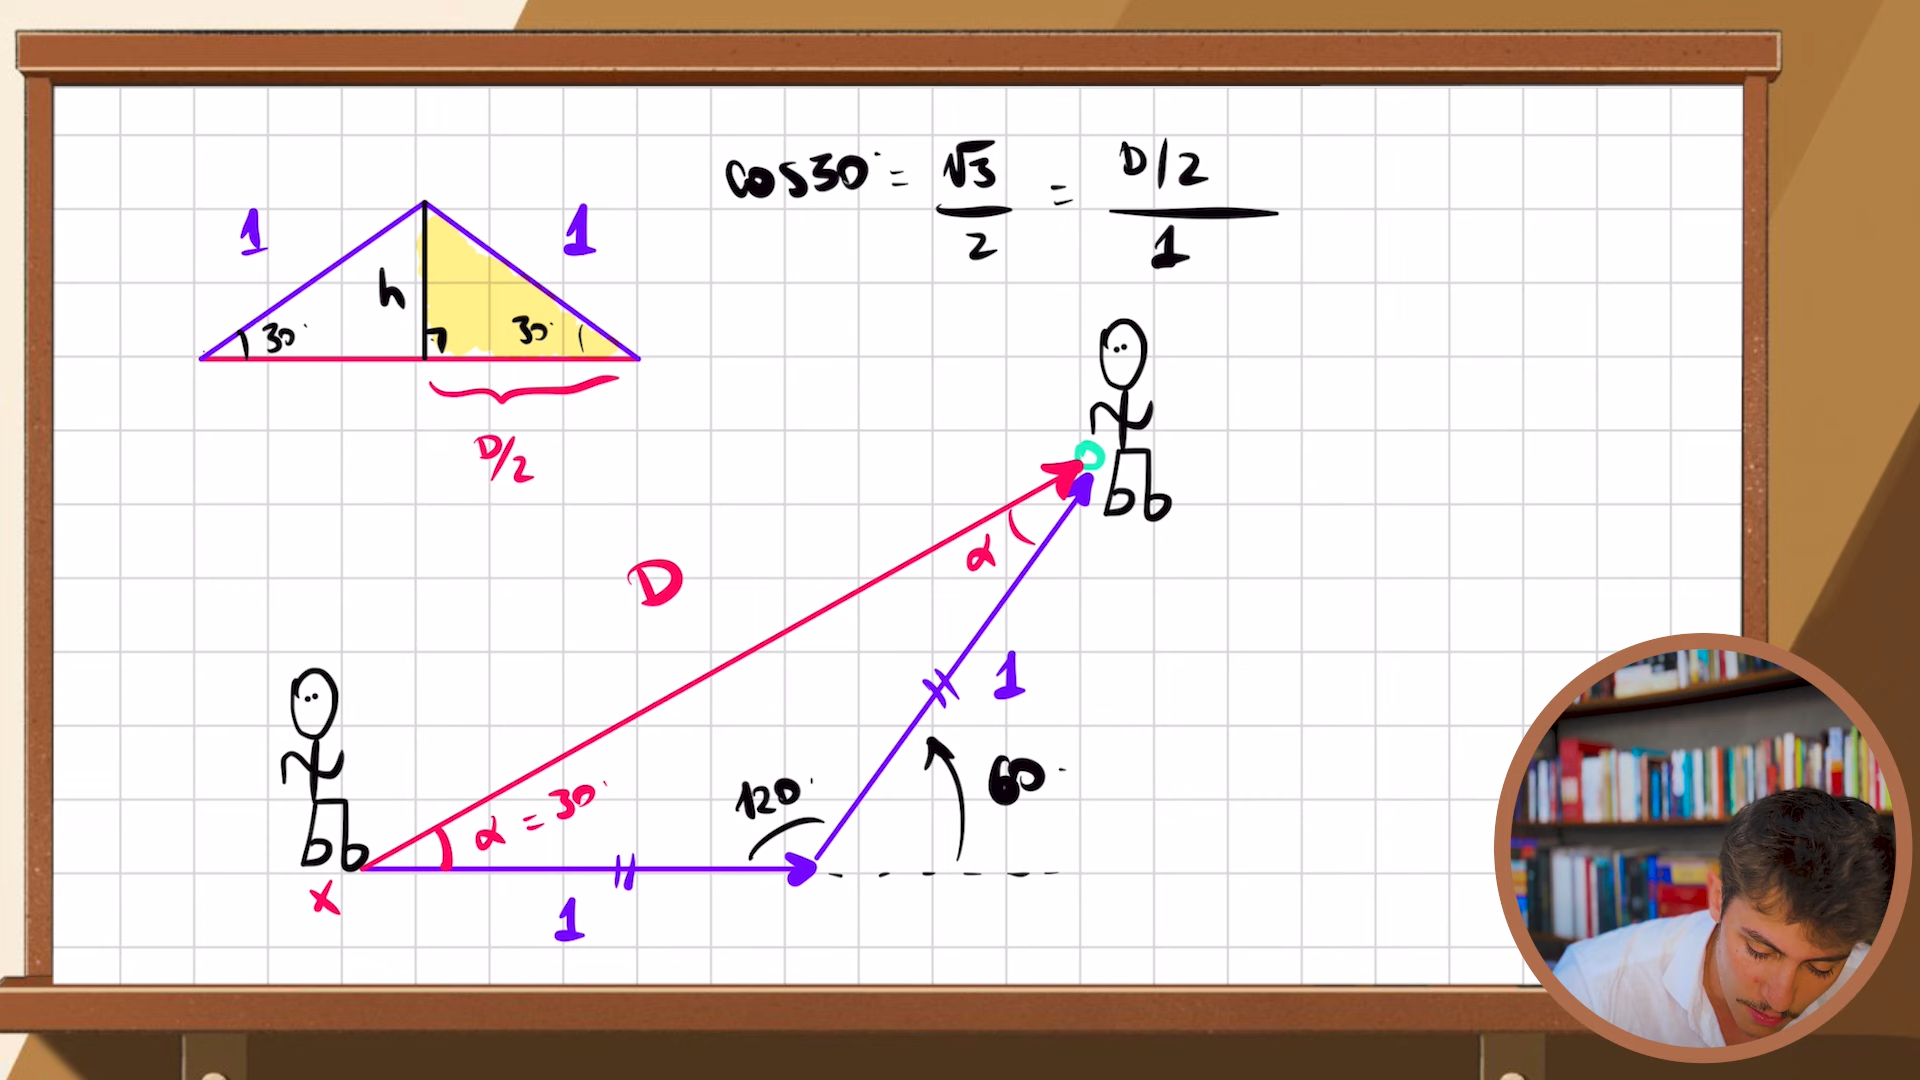 cos30° = √3/2 = D/2/1
1
1
h
30°
30°
D/2
D
α
1
60°
120°
α = 30°
x
1